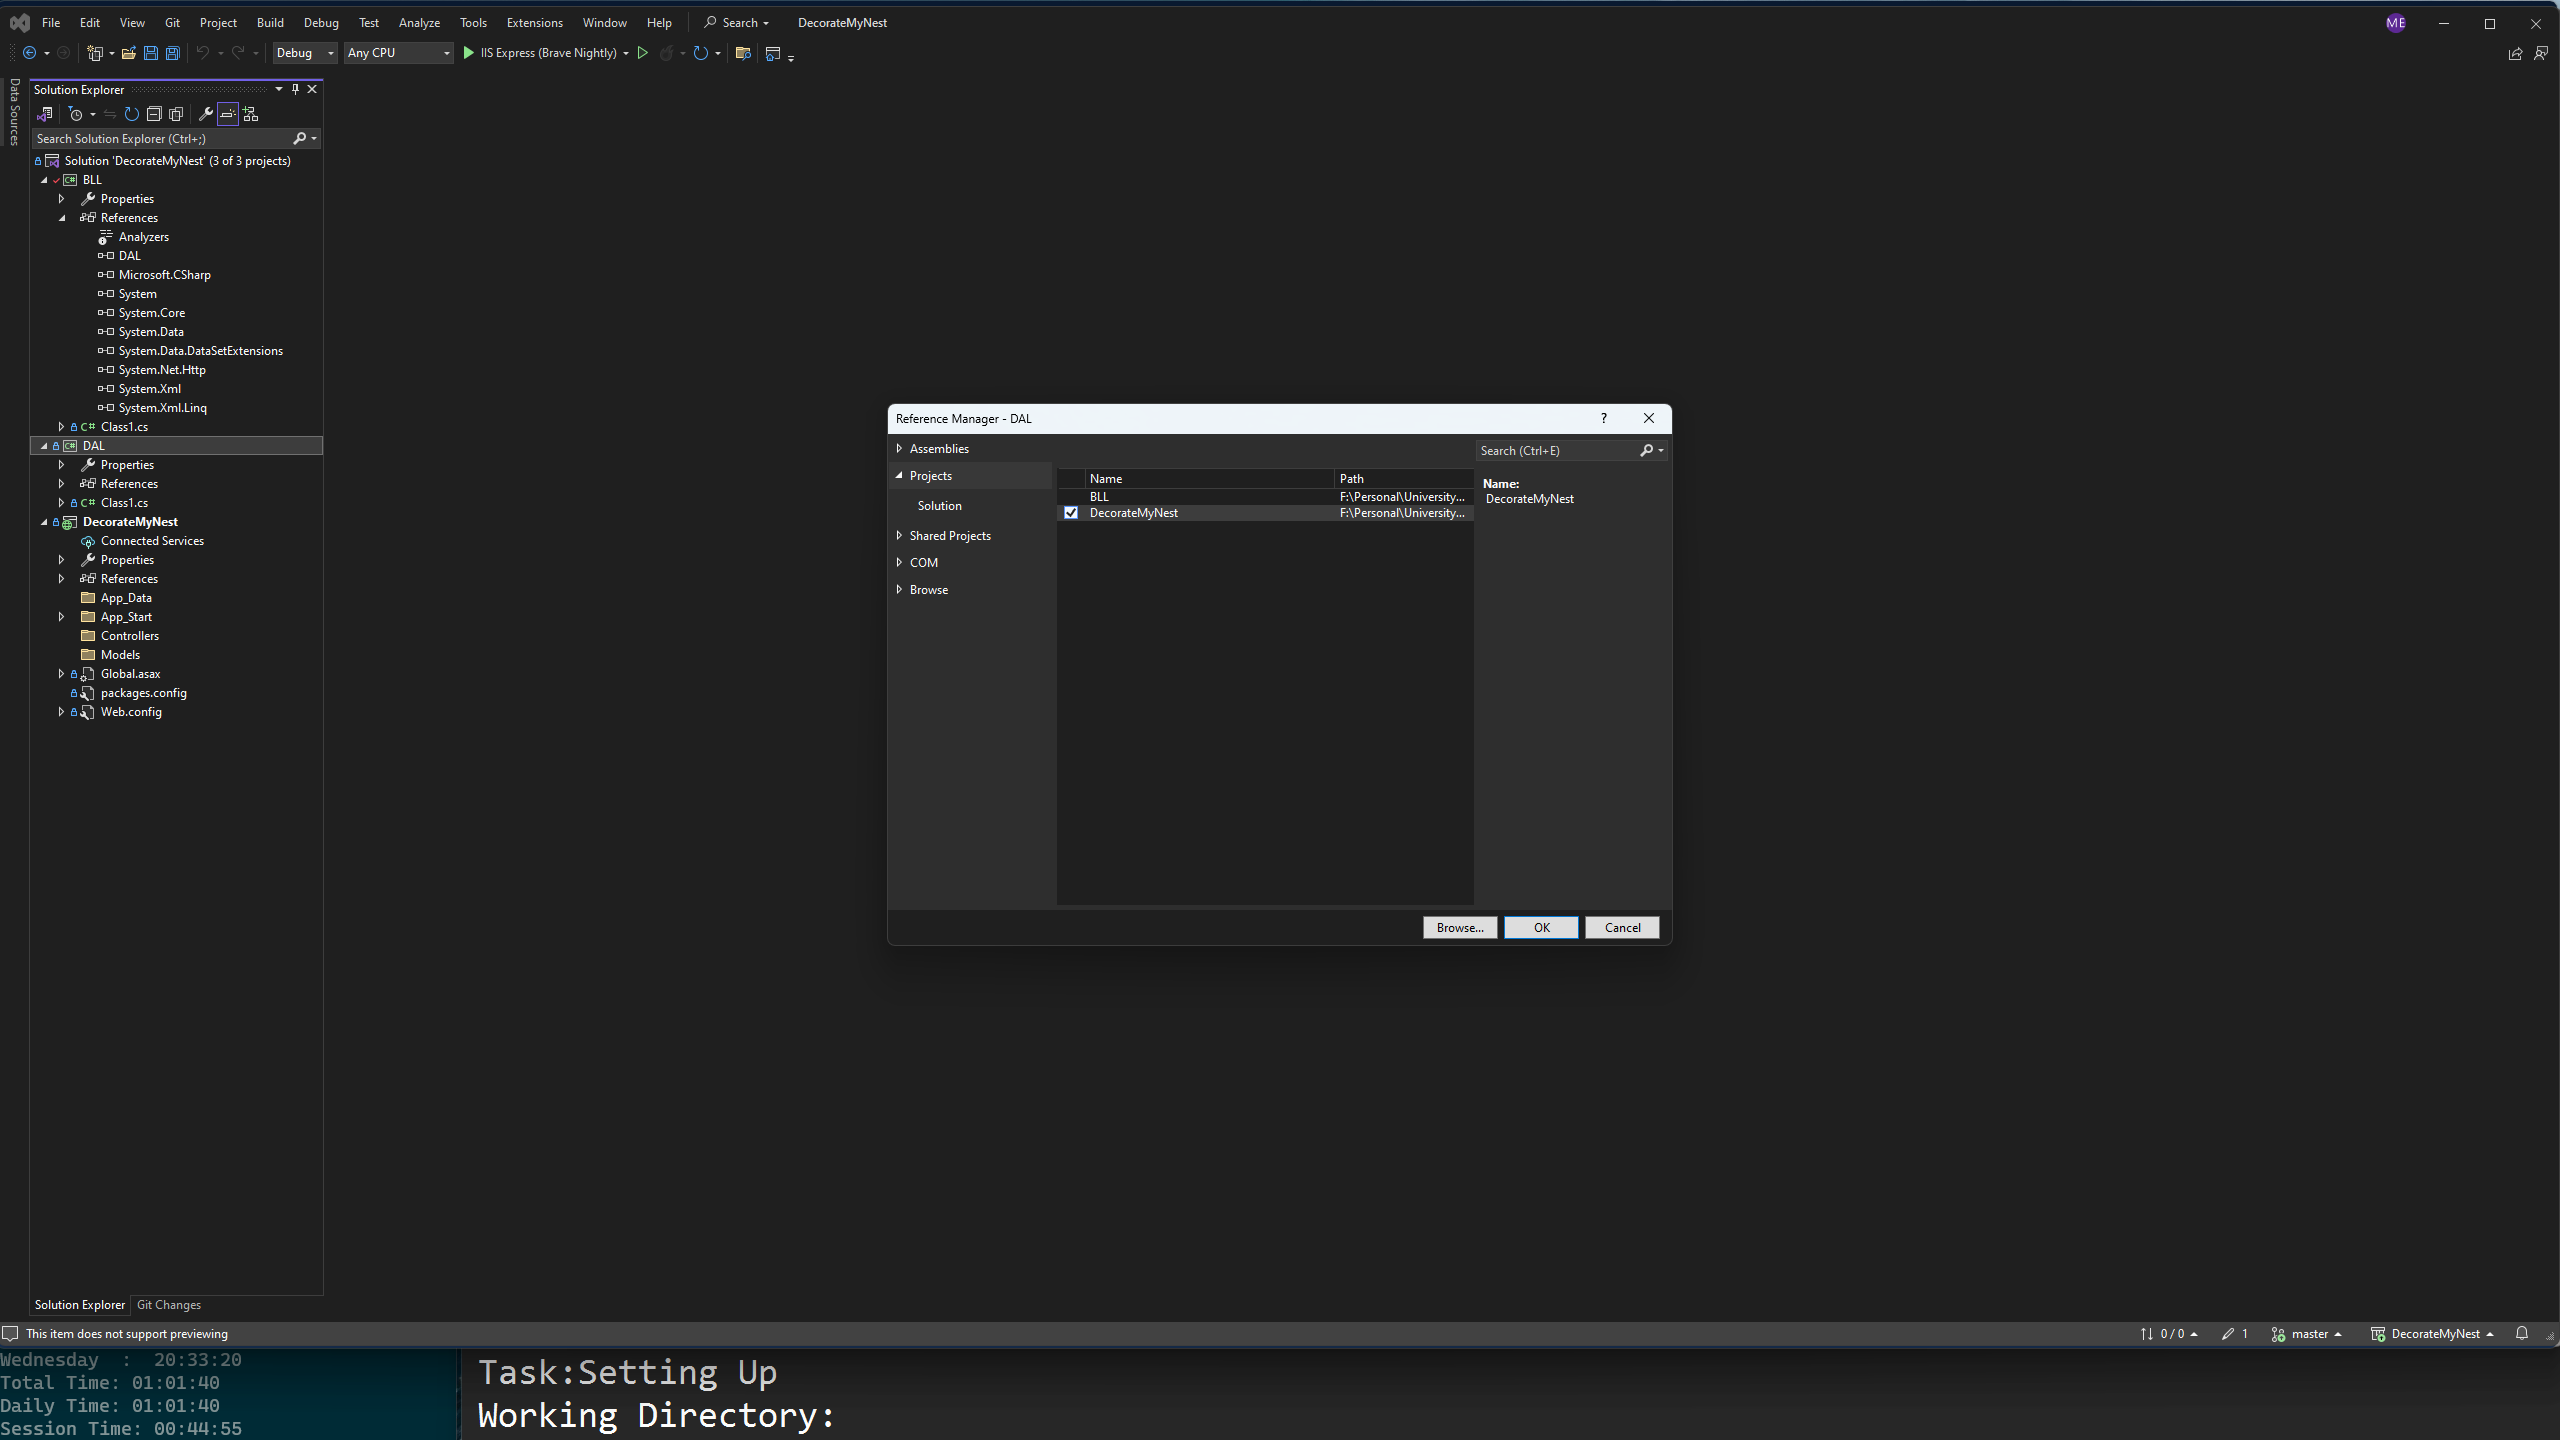 File Edit View Git Project Build Debug Test Analyze Tools Extensions Window Help Search DecorateMyNest ME
Debug Any CPU IIS Express (Brave Nightly)
Data Sources
Solution Explorer
Search Solution Explorer (Ctrl+;)
Solution 'DecorateMyNest' (3 of 3 projects)
BLL
Properties
References
Analyzers
DAL
Microsoft.CSharp
System
System.Core
System.Data
System.Data.DataSetExtensions
System.Net.Http
System.Xml
System.Xml.Linq
C# Class1.cs
DAL
Properties
References
C# Class1.cs
DecorateMyNest
Connected Services
Properties
References
App_Data
App_Start
Controllers
Models
Global.asax
packages.config
Web.config
Solution Explorer Git Changes
Reference Manager - DAL ?
Assemblies
Projects
Solution
Shared Projects
COM
Browse
Name Path
BLL F:\Personal\University...
DecorateMyNest F:\Personal\University...
Search (Ctrl+E)
Name:
DecorateMyNest
Browse... OK Cancel
This item does not support previewing 0 / 0 1 master DecorateMyNest
Wednesday : 20:33:20
Total Time: 01:01:40
Daily Time: 01:01:40
Session Time: 00:44:55
Task:Setting Up
Working Directory: